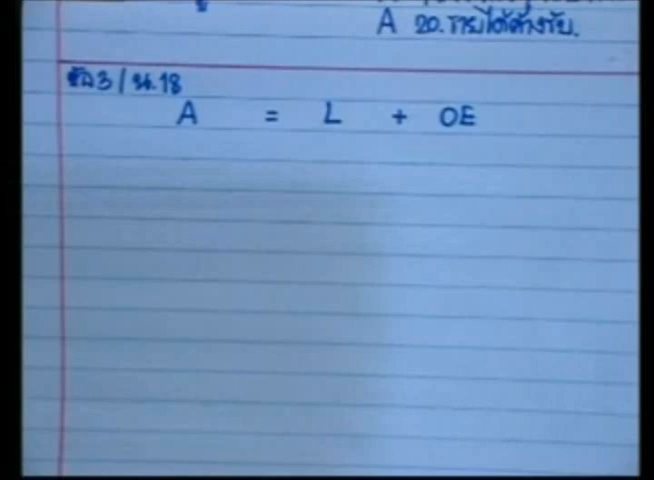 A 20. รายได้ค้างรับ.
ข้อ 3 / น.18
A = L + OE